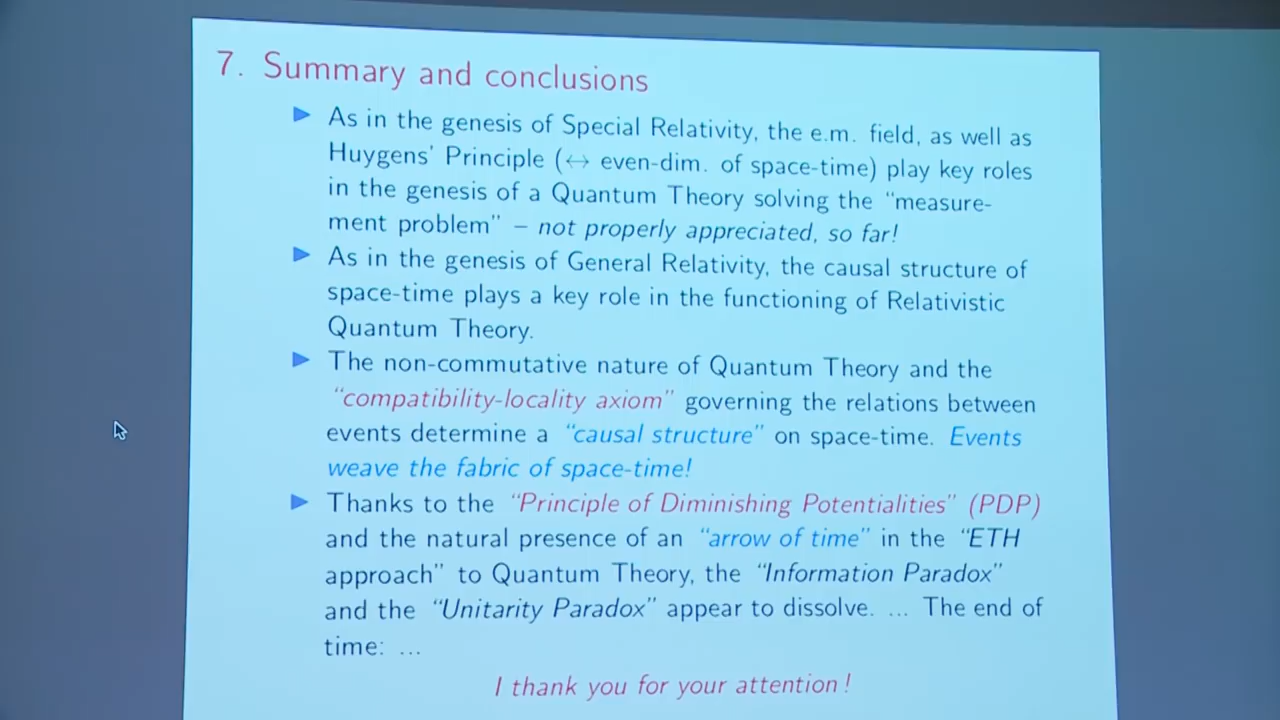 7. Summary and conclusions
As in the genesis of Special Relativity, the e.m. field, as well as
Huygens' Principle (↔ even-dim. of space-time) play key roles
in the genesis of a Quantum Theory solving the “measure-
ment problem” – not properly appreciated, so far!
As in the genesis of General Relativity, the causal structure of
space-time plays a key role in the functioning of Relativistic
Quantum Theory.
The non-commutative nature of Quantum Theory and the
“compatibility-locality axiom” governing the relations between
events determine a “causal structure” on space-time. Events
weave the fabric of space-time!
Thanks to the “Principle of Diminishing Potentialities” (PDP)
and the natural presence of an “arrow of time” in the “ETH
approach” to Quantum Theory, the “Information Paradox”
and the “Unitarity Paradox” appear to dissolve. ... The end of
time: ...
I thank you for your attention!